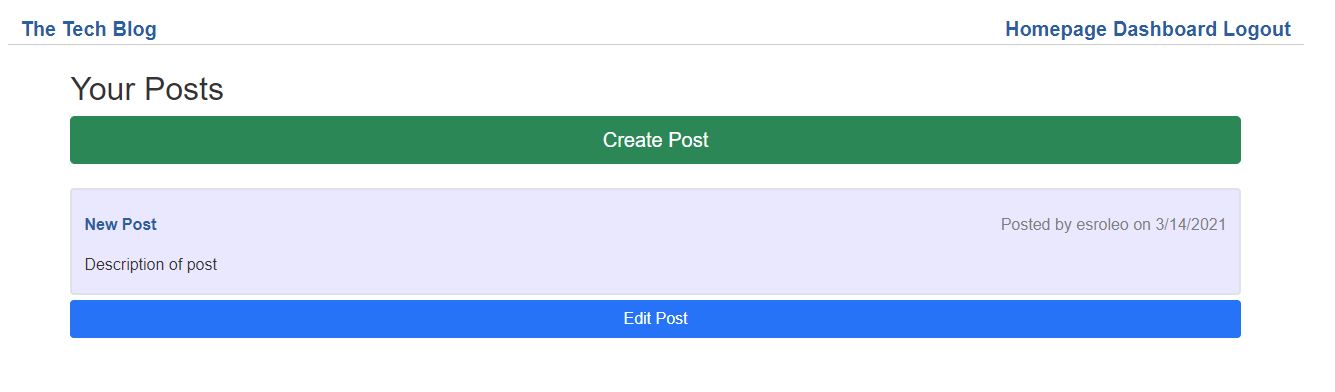 The Tech Blog Homepage Dashboard Logout
Your Posts
Create Post
New Post Posted by esroleo on 3/14/2021
Description of post
Edit Post